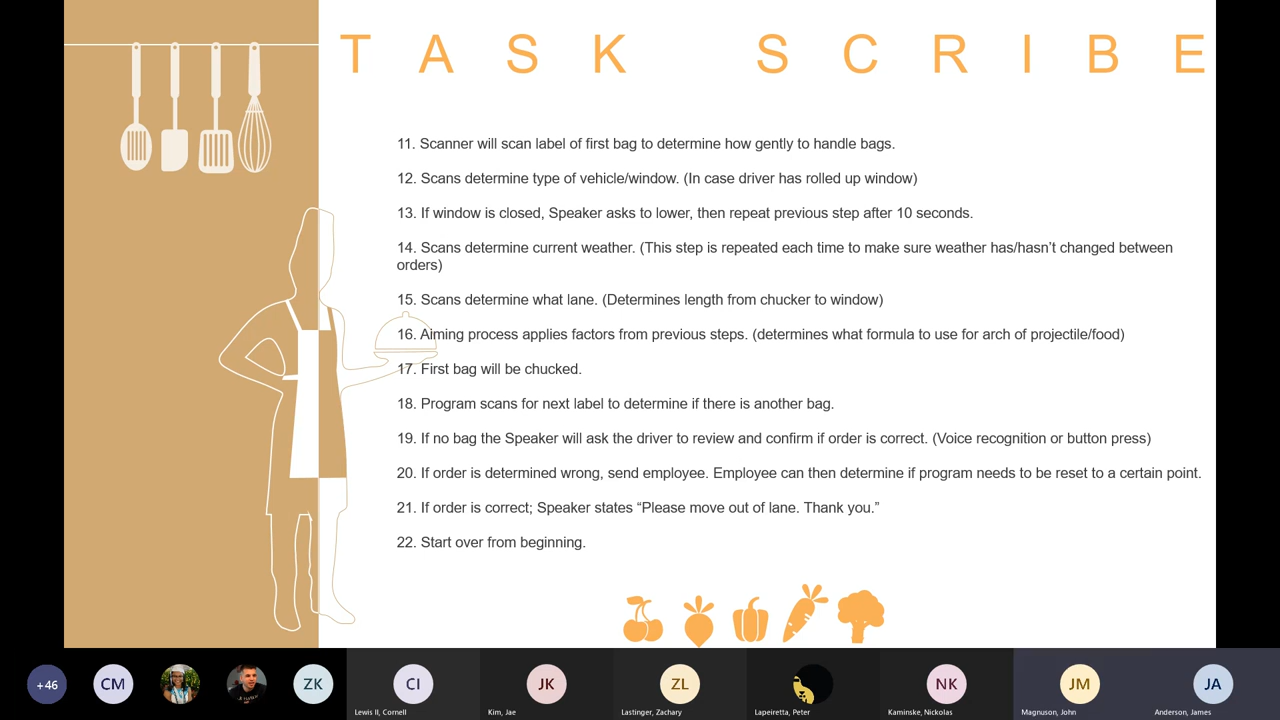 TASK SCRIBE
11. Scanner will scan label of first bag to determine how gently to handle bags.
12. Scans determine type of vehicle/window. (In case driver has rolled up window)
13. If window is closed, Speaker asks to lower, then repeat previous step after 10 seconds.
14. Scans determine current weather. (This step is repeated each time to make sure weather has/hasn’t changed between
orders)
15. Scans determine what lane. (Determines length from chucker to window)
16. Aiming process applies factors from previous steps. (determines what formula to use for arch of projectile/food)
17. First bag will be chucked.
18. Program scans for next label to determine if there is another bag.
19. If no bag the Speaker will ask the driver to review and confirm if order is correct. (Voice recognition or button press)
20. If order is determined wrong, send employee. Employee can then determine if program needs to be reset to a certain point.
21. If order is correct; Speaker states “Please move out of lane. Thank you.”
22. Start over from beginning.
+46 CM ZK CI JK ZL NK JM JA
Lewis II, Cornell Kim, Jae Lastinger, Zachary Lapeiretta, Peter Kaminske, Nickolas Magnuson, John Anderson, James